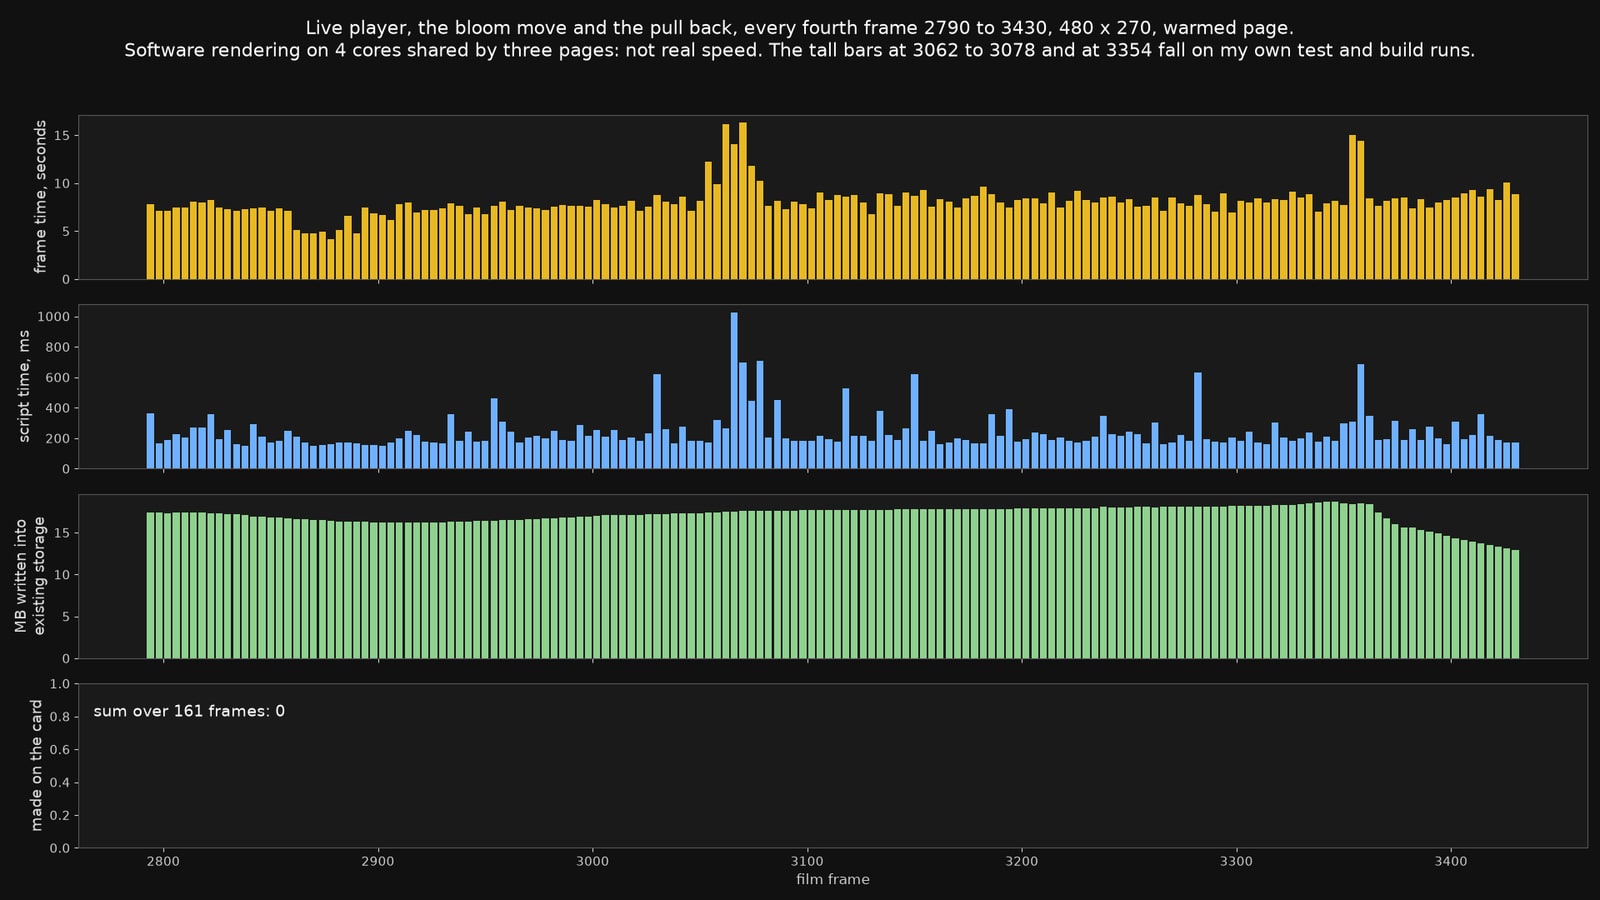 Live player, the bloom move and the pull back, every fourth frame 2790 to 3430, 480 x 270, warmed page.
Software rendering on 4 cores shared by three pages: not real speed. The tall bars at 3062 to 3078 and at 3354 fall on my own test and build runs.
frame time, seconds
15
10
5
0
script time, ms
1000
800
600
400
200
0
MB written into
existing storage
15
10
5
0
made on the card
1.0
0.8
0.6
0.4
0.2
0.0
sum over 161 frames: 0
2800 2900 3000 3100 3200 3300 3400
film frame